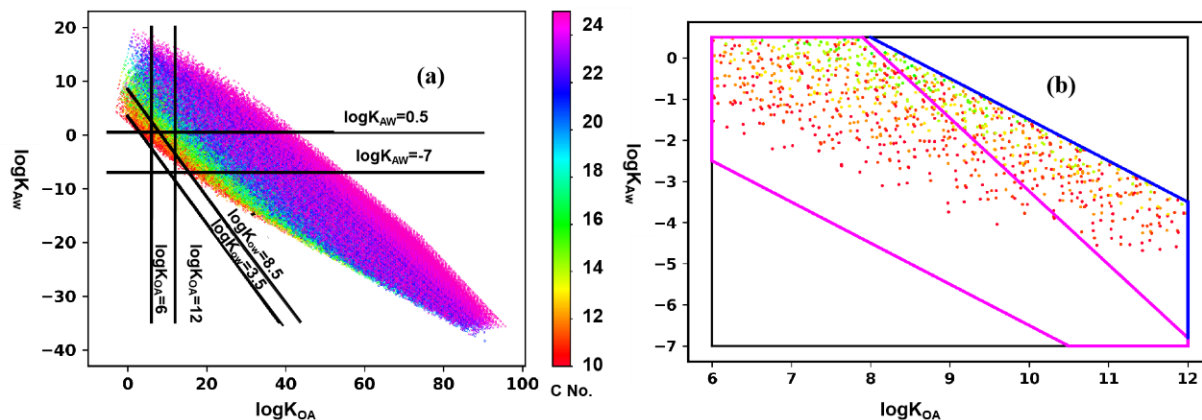 (a)
logK_AW=0.5
logK_AW=-7
logK_OW=8.5
logK_OW=3.5
logK_OA=6
logK_OA=12
20
10
0
−10
−20
−30
−40
logK_AW
0 20 40 60 80 100
logK_OA
24
22
20
18
16
14
12
10
C No.
(b)
0
−1
−2
−3
−4
−5
−6
−7
logK_AW
6 7 8 9 10 11 12
logK_OA